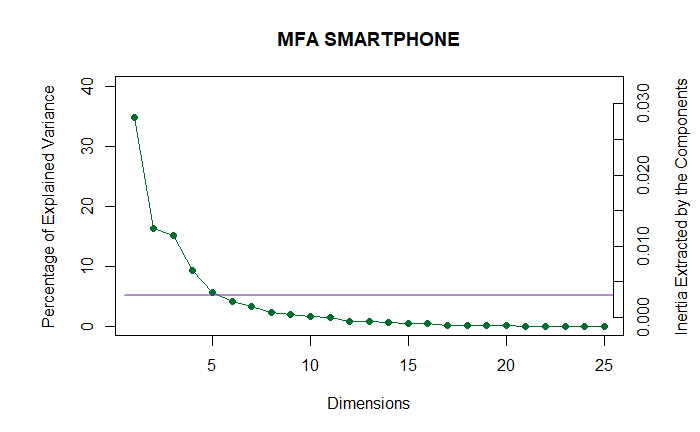 MFA SMARTPHONE
Percentage of Explained Variance
40
30
20
10
0
0.030
0.020
0.010
0.000
Inertia Extracted by the Components
5 10 15 20 25
Dimensions